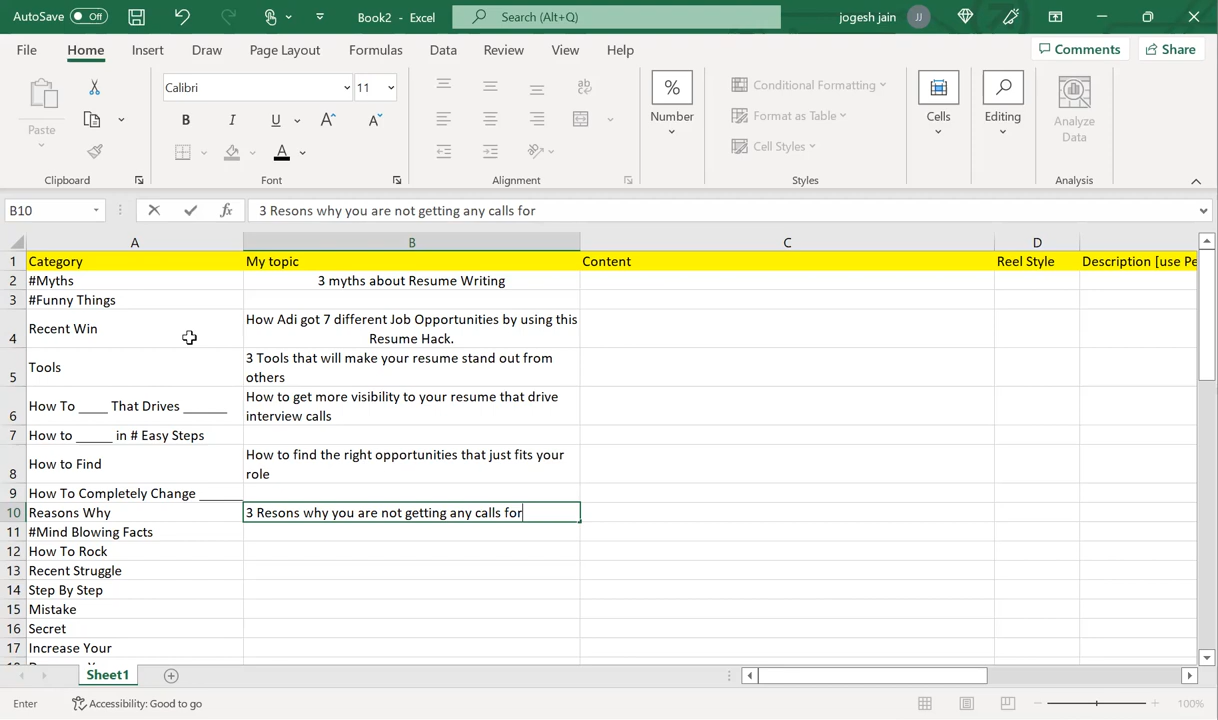 AutoSave Off Book2 - Excel Search (Alt+Q) jogesh jain JJ
File Home Insert Draw Page Layout Formulas Data Review View Help Comments Share
Calibri 11
Paste
B I U A A A
ab
%
Number
Conditional Formatting
Format as Table
Cell Styles
Cells
Editing
Analyze
Data
Clipboard Font Alignment Styles Analysis
B10 fx 3 Resons why you are not getting any calls for
A B C D
1 Category My topic Content Reel Style Description [use Pe
2 #Myths 3 myths about Resume Writing
3 #Funny Things
4 Recent Win How Adi got 7 different Job Opportunities by using this
Resume Hack.
5 Tools 3 Tools that will make your resume stand out from
others
6 How To ____ That Drives ______ How to get more visibility to your resume that drive
interview calls
7 How to _____ in # Easy Steps
8 How to Find How to find the right opportunities that just fits your
role
9 How To Completely Change ______
10 Reasons Why 3 Resons why you are not getting any calls for
11 #Mind Blowing Facts
12 How To Rock
13 Recent Struggle
14 Step By Step
15 Mistake
16 Secret
17 Increase Your
Sheet1
Enter Accessibility: Good to go 100%